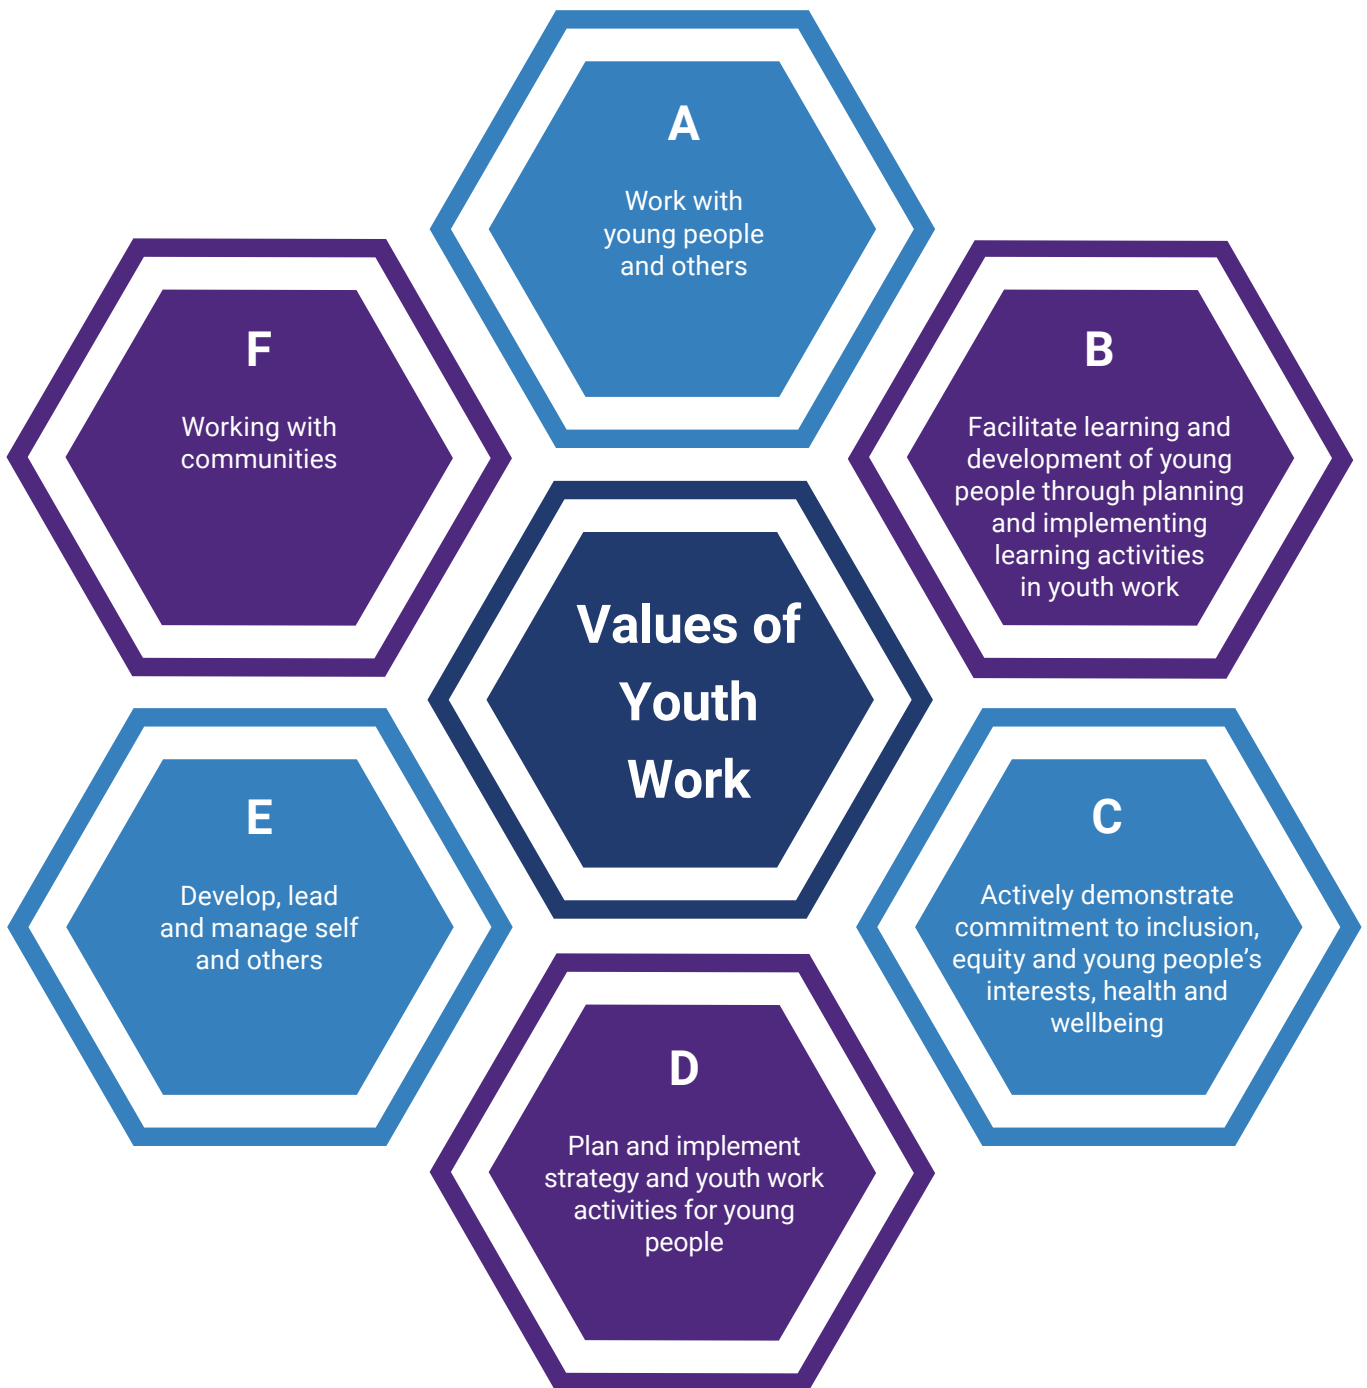 A
Work with
young people
and others
B
Facilitate learning and
development of young
people through planning
and implementing
learning activities
in youth work
C
Actively demonstrate
commitment to inclusion,
equity and young people’s
interests, health and
wellbeing
D
Plan and implement
strategy and youth work
activities for young
people
E
Develop, lead
and manage self
and others
F
Working with
communities
Values of
Youth
Work